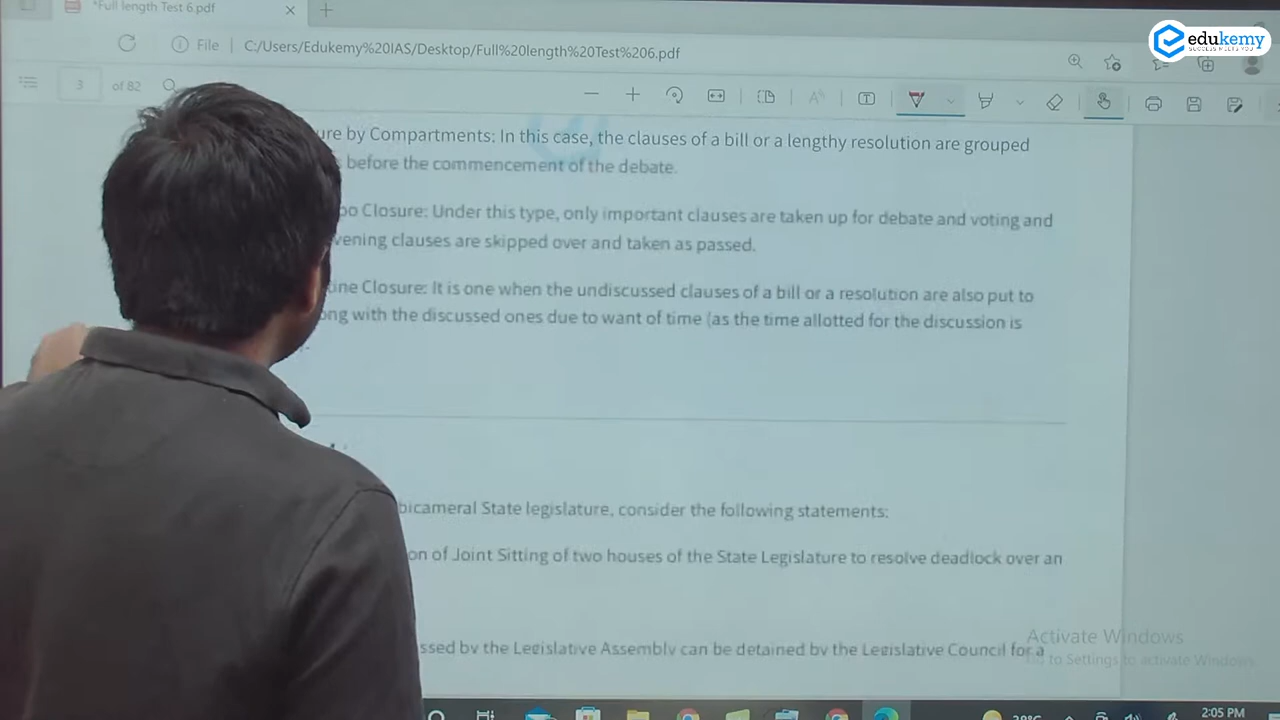 *Full length Test 6.pdf
edukemy
SUCCESS MEETS YOU
File | C:/Users/Edukemy%20IAS/Desktop/Full%20length%20Test%206.pdf
3 of 82
ure by Compartments: In this case, the clauses of a bill or a lengthy resolution are grouped
before the commencement of the debate.
oo Closure: Under this type, only important clauses are taken up for debate and voting and
vening clauses are skipped over and taken as passed.
ine Closure: It is one when the undiscussed clauses of a bill or a resolution are also put to
ong with the discussed ones due to want of time (as the time allotted for the discussion is
bicameral State legislature, consider the following statements:
on of Joint Sitting of two houses of the State Legislature to resolve deadlock over an
Activate Windows
ssed by the Legislative Assembly can be detained by the Legislative Council for a
to Settings to activate Windows.
2:05 PM